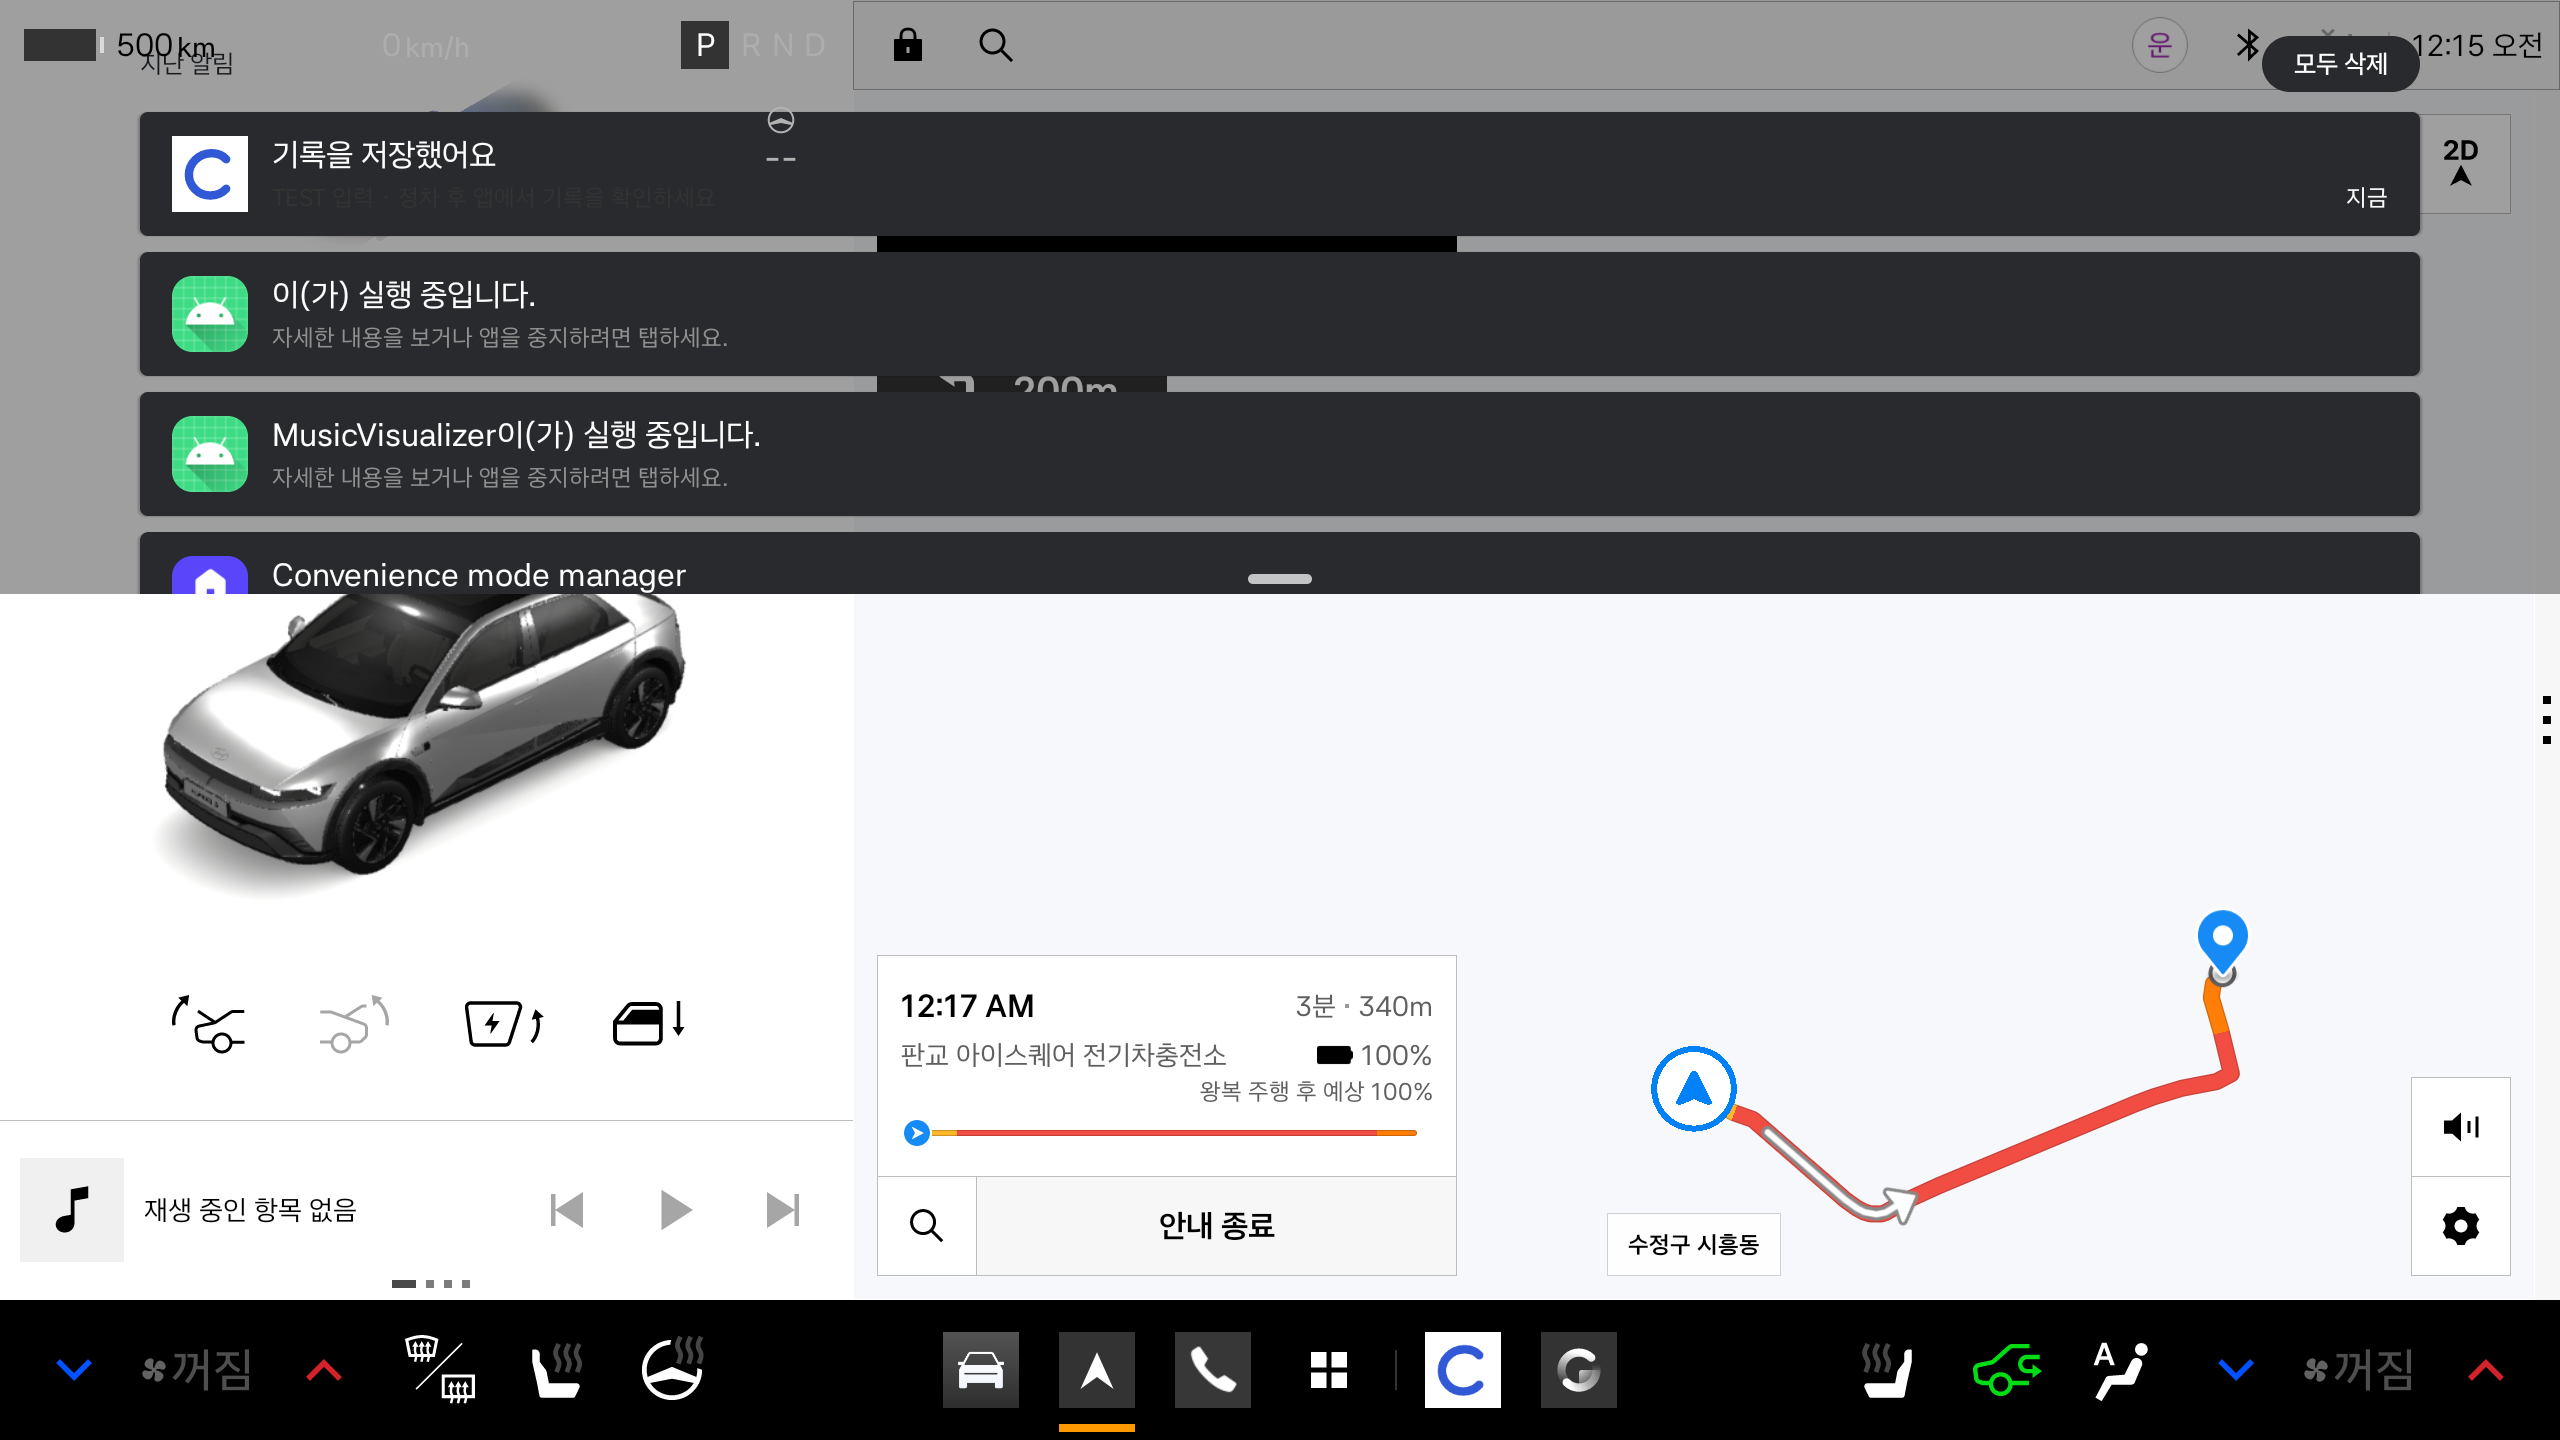 500 km
0 km/h
P R N D
운
12:15 오전
지난 알림
모두 삭제
기록을 저장했어요
TEST 입력 · 정차 후 앱에서 기록을 확인하세요
지금
--
2D
이(가) 실행 중입니다.
자세한 내용을 보거나 앱을 중지하려면 탭하세요.
200m
MusicVisualizer이(가) 실행 중입니다.
자세한 내용을 보거나 앱을 중지하려면 탭하세요.
Convenience mode manager
12:17 AM
3분 · 340m
판교 아이스퀘어 전기차충전소
100%
왕복 주행 후 예상 100%
안내 종료
수정구 시흥동
재생 중인 항목 없음
꺼짐
A
꺼짐